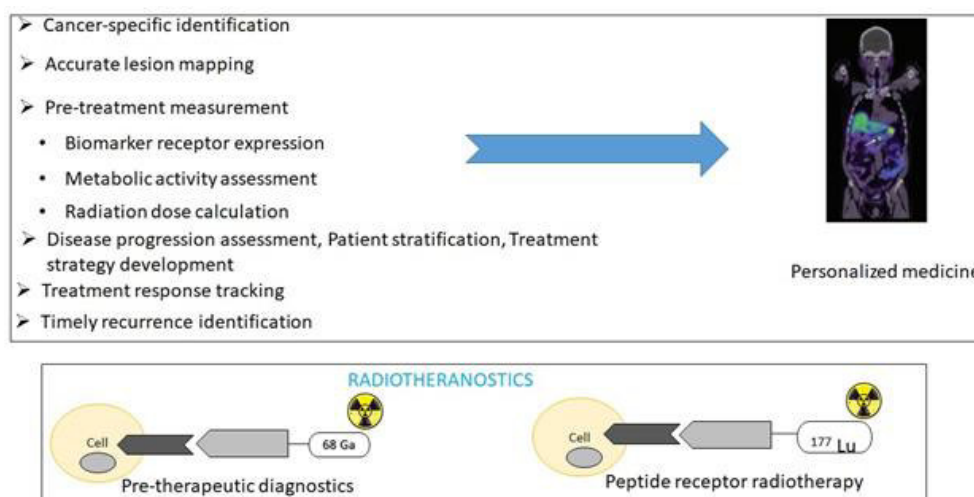 Cancer-specific identification
Accurate lesion mapping
Pre-treatment measurement
Biomarker receptor expression
Metabolic activity assessment
Radiation dose calculation
Disease progression assessment, Patient stratification, Treatment
strategy development
Treatment response tracking
Timely recurrence identification
Personalized medicine
RADIOTHERANOSTICS
Cell
68 Ga
Pre-therapeutic diagnostics
Cell
177 Lu
Peptide receptor radiotherapy